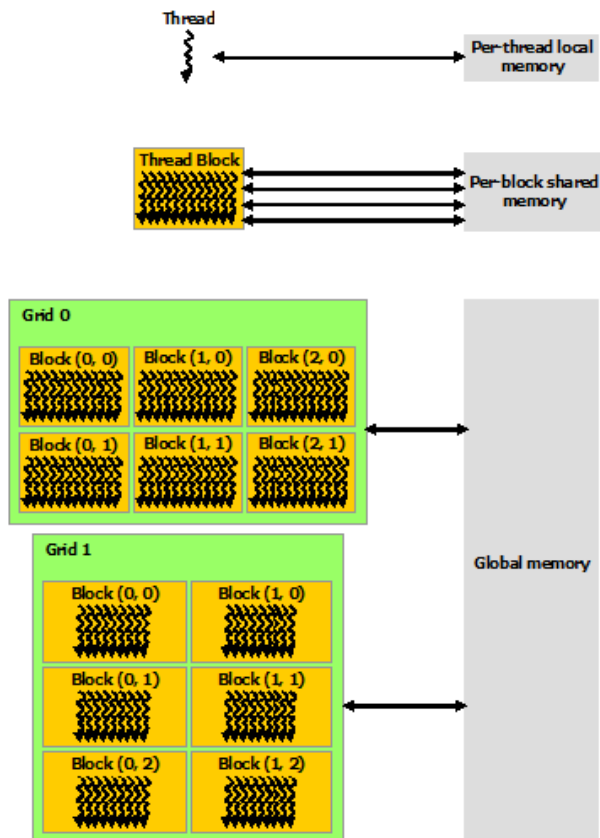 Thread
Per-thread local
memory
Thread Block
Per-block shared
memory
Grid 0
Block (0, 0)
Block (1, 0)
Block (2, 0)
Block (0, 1)
Block (1, 1)
Block (2, 1)
Grid 1
Block (0, 0)
Block (1, 0)
Global memory
Block (0, 1)
Block (1, 1)
Block (0, 2)
Block (1, 2)